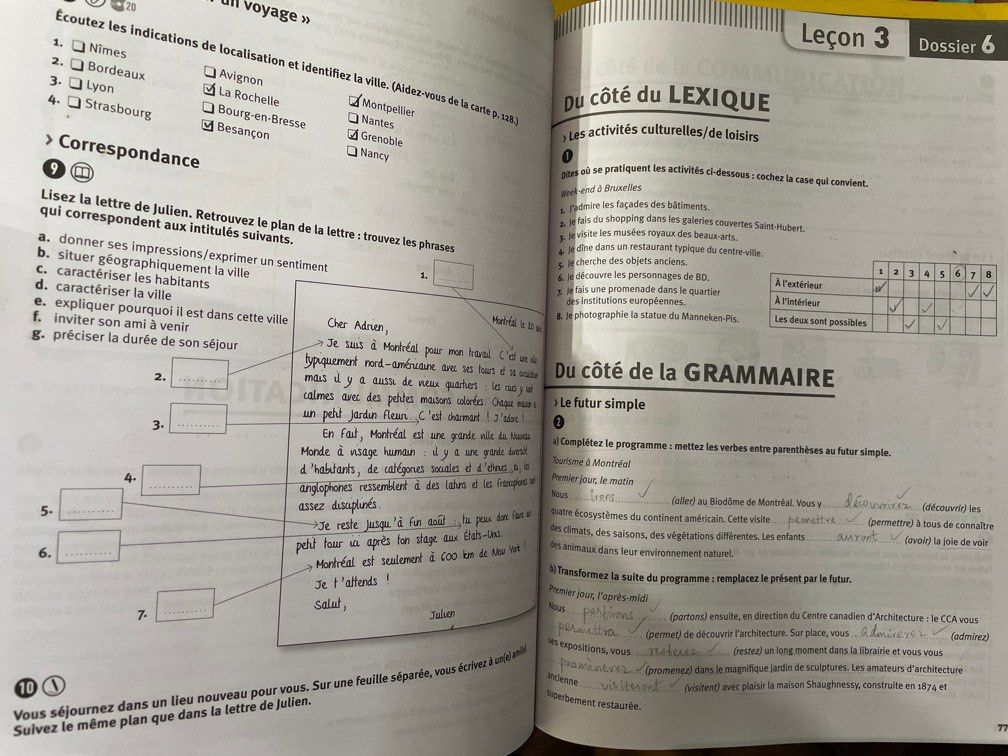 un voyage »
20
Écoutez les indications de localisation et identifiez la ville. (Aidez-vous de la carte p. 128.)
1. ☐ Nîmes ☐ Avignon ☑ Montpellier
2. ☐ Bordeaux ☑ La Rochelle ☐ Nantes
3. ☐ Lyon ☐ Bourg-en-Bresse ☑ Grenoble
4. ☐ Strasbourg ☑ Besançon ☐ Nancy
› Correspondance
9
Lisez la lettre de Julien. Retrouvez le plan de la lettre : trouvez les phrases
qui correspondent aux intitulés suivants.
a. donner ses impressions/exprimer un sentiment
b. situer géographiquement la ville
c. caractériser les habitants
d. caractériser la ville
e. expliquer pourquoi il est dans cette ville
f. inviter son ami à venir
g. préciser la durée de son séjour
1.
2.
3.
4.
5.
6.
7.
Montréal le 20
Cher Adrien,
Je suis à Montréal pour mon travail. C'est une ville
typiquement nord-américaine avec ses tours et sa
mais il y a aussi de vieux quartiers : les rues y sont
calmes avec des petites maisons colorées. Chaque maison a
un petit jardin fleuri. C'est charmant ! J'adore !
En fait, Montréal est une grande ville du Nouveau
Monde à visage humain : il y a une grande diversité
d'habitants, de catégories sociales et d'ethnies. Ici, les
anglophones ressemblent à des latins et les francophones sont
assez disciplinés.
Je reste jusqu'à fin août, tu peux donc faire un
petit tour ici après ton stage aux États-Unis
Montréal est seulement à 600 km de New York !
Je t'attends !
Salut,
Julien
10
Vous séjournez dans un lieu nouveau pour vous. Sur une feuille séparée, vous écrivez à un(e) ami(e).
Suivez le même plan que dans la lettre de Julien.
Leçon 3 Dossier 6
Du côté du LEXIQUE
› Les activités culturelles/de loisirs
1
Dites où se pratiquent les activités ci-dessous : cochez la case qui convient.
Week-end à Bruxelles
1. J'admire les façades des bâtiments.
2. Je fais du shopping dans les galeries couvertes Saint-Hubert.
3. Je visite les musées royaux des beaux-arts.
4. Je dîne dans un restaurant typique du centre-ville.
5. Je cherche des objets anciens.
6. Je découvre les personnages de BD.
7. Je fais une promenade dans le quartier
des institutions européennes.
8. Je photographie la statue du Manneken-Pis.
1 2 3 4 5 6 7 8
À l'extérieur ✓ ✓ ✓
À l'intérieur ✓ ✓
Les deux sont possibles ✓ ✓
Du côté de la GRAMMAIRE
› Le futur simple
2
a) Complétez le programme : mettez les verbes entre parenthèses au futur simple.
Tourisme à Montréal
Premier jour, le matin
Nous irons (aller) au Biodôme de Montréal. Vous y découvrirez (découvrir) les
quatre écosystèmes du continent américain. Cette visite permettre (permettre) à tous de connaître
des climats, des saisons, des végétations différentes. Les enfants auront (avoir) la joie de voir
des animaux dans leur environnement naturel.
b) Transformez la suite du programme : remplacez le présent par le futur.
Premier jour, l'après-midi
Nous partirons (partons) ensuite, en direction du Centre canadien d'Architecture : le CCA vous
permettra (permet) de découvrir l'architecture. Sur place, vous admirerez (admirez)
ses expositions, vous resterez (restez) un long moment dans la librairie et vous vous
promanerez (promenez) dans le magnifique jardin de sculptures. Les amateurs d'architecture
ancienne visiteront (visitent) avec plaisir la maison Shaughnessy, construite en 1874 et
superbement restaurée.
77